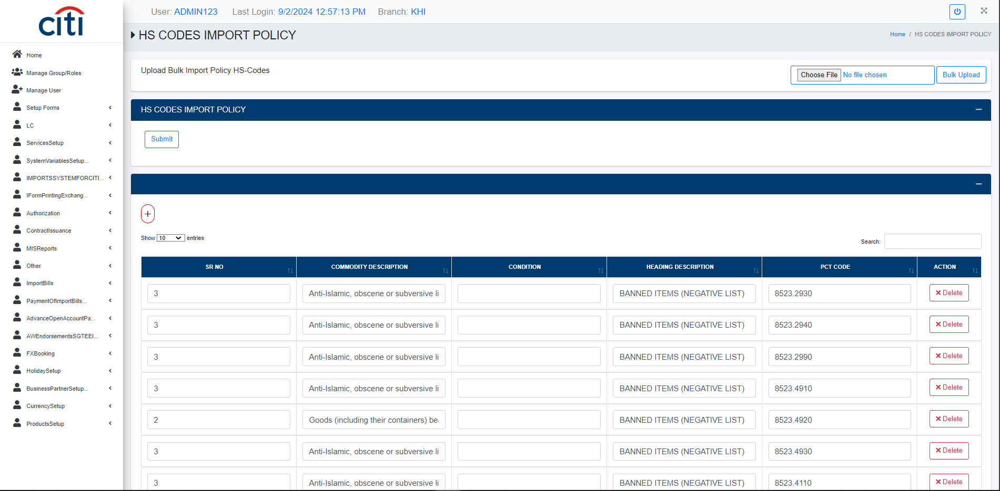 citi
User: ADMIN123 Last Login: 9/2/2024 12:57:13 PM Branch: KHI
HS CODES IMPORT POLICY
Home / HS CODES IMPORT POLICY
Home
Manage Group/Roles
Manage User
Setup Forms
LC
ServicesSetup
SystemVariablesSetup...
IMPORTSSYSTEMFORCITI...
IFormPrintingExchang...
Authorization
ContractIssuance
MISReports
Other
ImportBills
PaymentOfImportBills...
AdvanceOpenAccountPa...
AWEndorsementsSGTEEI...
FXBooking
HolidaySetup
BusinessPartnerSetup...
CurrencySetup
ProductsSetup
Upload Bulk Import Policy HS-Codes
Choose File No file chosen Bulk Upload
HS CODES IMPORT POLICY
Submit
Show 10 entries
Search:
SR NO COMMODITY DESCRIPTION CONDITION HEADING DESCRIPTION PCT CODE ACTION
3 Anti-Islamic, obscene or subversive li BANNED ITEMS (NEGATIVE LIST) 8523.2930 Delete
3 Anti-Islamic, obscene or subversive li BANNED ITEMS (NEGATIVE LIST) 8523.2940 Delete
3 Anti-Islamic, obscene or subversive li BANNED ITEMS (NEGATIVE LIST) 8523.2990 Delete
3 Anti-Islamic, obscene or subversive li BANNED ITEMS (NEGATIVE LIST) 8523.4910 Delete
2 Goods (including their containers) bea BANNED ITEMS (NEGATIVE LIST) 8523.4920 Delete
3 Anti-Islamic, obscene or subversive li BANNED ITEMS (NEGATIVE LIST) 8523.4930 Delete
3 Anti-Islamic, obscene or subversive li BANNED ITEMS (NEGATIVE LIST) 8523.4110 Delete